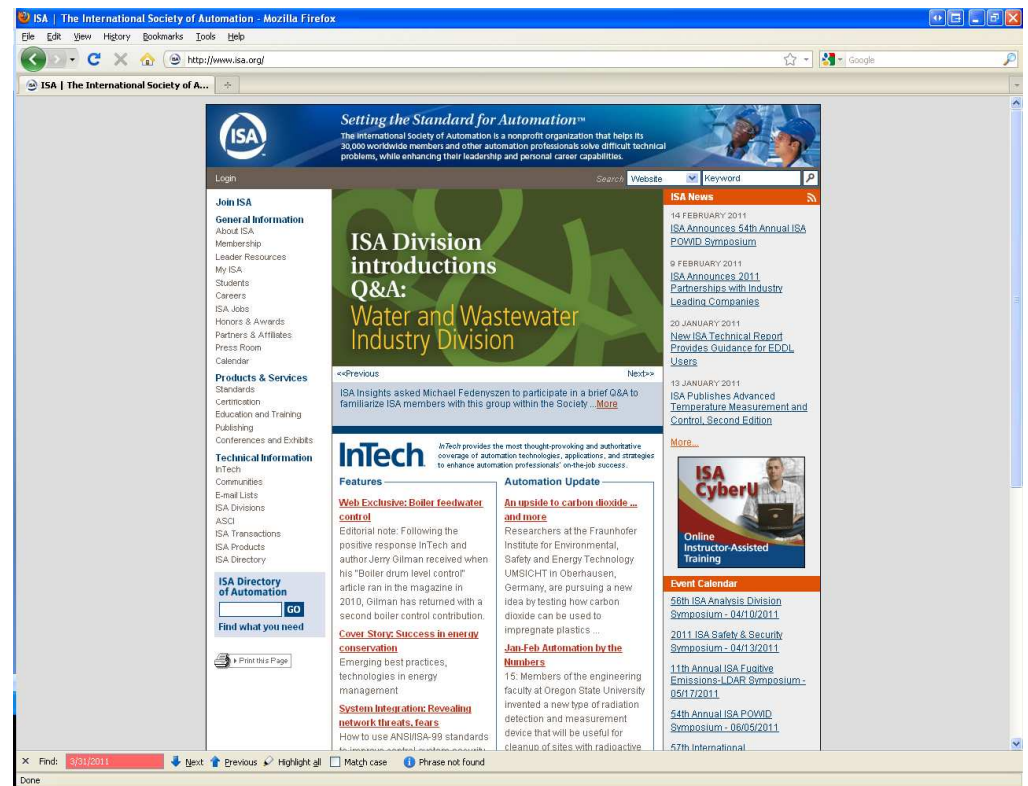 ISA | The International Society of Automation - Mozilla Firefox
File Edit View History Bookmarks Tools Help
http://www.isa.org/
Google
ISA | The International Society of A...
ISA
Setting the Standard for Automation™
The International Society of Automation is a nonprofit organization that helps its
30,000 worldwide members and other automation professionals solve difficult technical
problems, while enhancing their leadership and personal career capabilities.
Login
Search Website Keyword
Join ISA
General Information
About ISA
Membership
Leader Resources
My ISA
Students
Careers
ISA Jobs
Honors & Awards
Partners & Affiliates
Press Room
Calendar
Products & Services
Standards
Certification
Education and Training
Publishing
Conferences and Exhibits
Technical Information
InTech
Communities
E-mail Lists
ISA Divisions
ASCI
ISA Transactions
ISA Products
ISA Directory
ISA Directory
of Automation
GO
Find what you need
Print this Page
Q&A
ISA Division
introductions
Q&A:
Water and Wastewater
Industry Division
<<Previous Next>>
ISA Insights asked Michael Fedenyszen to participate in a brief Q&A to
familiarize ISA members with this group within the Society ...More
InTech
InTech provides the most thought-provoking and authoritative
coverage of automation technologies, applications, and strategies
to enhance automation professionals' on-the-job success.
Features
Web Exclusive: Boiler feedwater
control
Editorial note: Following the
positive response InTech and
author Jerry Gilman received when
his "Boiler drum level control"
article ran in the magazine in
2010, Gilman has returned with a
second boiler control contribution.
Cover Story: Success in energy
conservation
Emerging best practices,
technologies in energy
management
System Integration: Revealing
network threats, fears
How to use ANSI/ISA-99 standards
to improve control system security
Automation Update
An upside to carbon dioxide ...
and more
Researchers at the Fraunhofer
Institute for Environmental,
Safety and Energy Technology
UMSICHT in Oberhausen,
Germany, are pursuing a new
idea by testing how carbon
dioxide can be used to
impregnate plastics ...
Jan-Feb Automation by the
Numbers
15: Members of the engineering
faculty at Oregon State University
invented a new type of radiation
detection and measurement
device that will be useful for
cleanup of sites with radioactive
ISA News
14 FEBRUARY 2011
ISA Announces 54th Annual ISA
POWID Symposium
9 FEBRUARY 2011
ISA Announces 2011
Partnerships with Industry
Leading Companies
20 JANUARY 2011
New ISA Technical Report
Provides Guidance for EDDL
Users
13 JANUARY 2011
ISA Publishes Advanced
Temperature Measurement and
Control, Second Edition
More...
ISA
CyberU
Online
Instructor-Assisted
Training
Event Calendar
56th ISA Analysis Division
Symposium - 04/10/2011
2011 ISA Safety & Security
Symposium - 04/13/2011
11th Annual ISA Fugitive
Emissions-LDAR Symposium -
05/17/2011
54th Annual ISA POWID
Symposium - 06/05/2011
57th International
Find: 3/31/2011 Next Previous Highlight all Match case Phrase not found
Done